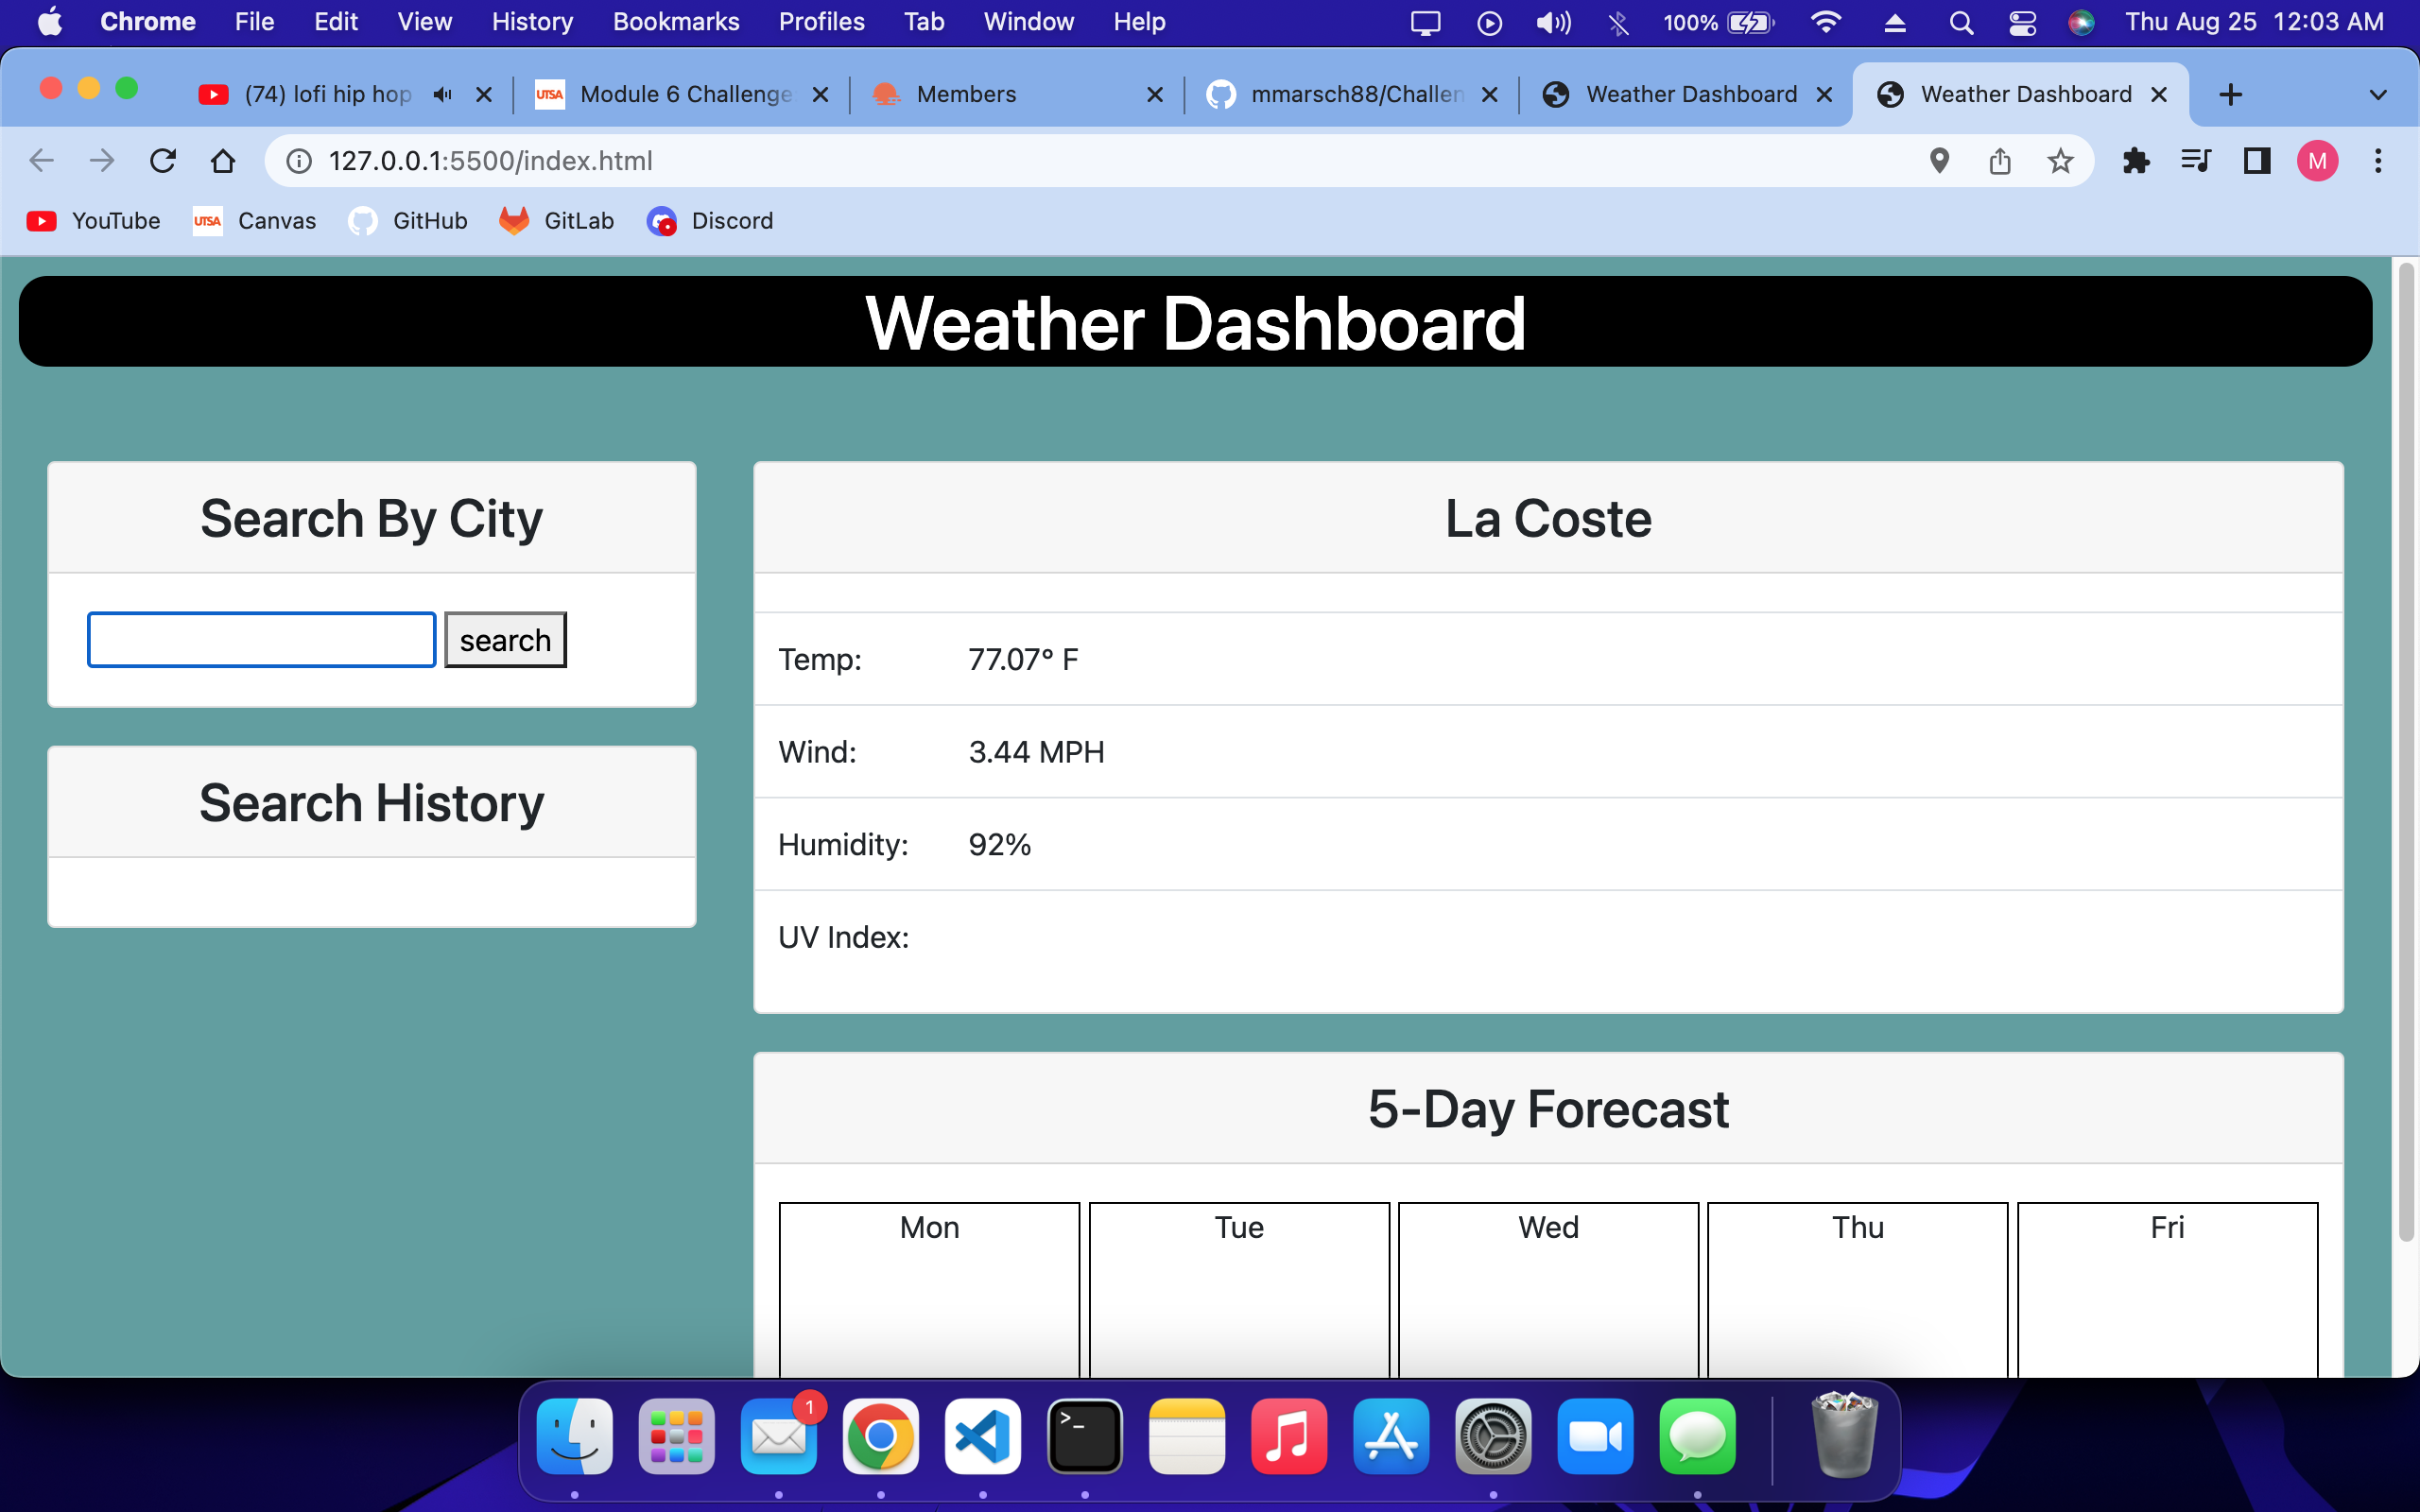 Chrome File Edit View History Bookmarks Profiles Tab Window Help 100% Thu Aug 25 12:03 AM
(74) lofi hip hop UTSA Module 6 Challenge Members mmarsch88/Challen Weather Dashboard Weather Dashboard
127.0.0.1:5500/index.html M
YouTube UTSA Canvas GitHub GitLab Discord
Weather Dashboard
Search By City
search
Search History
La Coste
Temp: 77.07° F
Wind: 3.44 MPH
Humidity: 92%
UV Index:
5-Day Forecast
Mon Tue Wed Thu Fri
1
>_